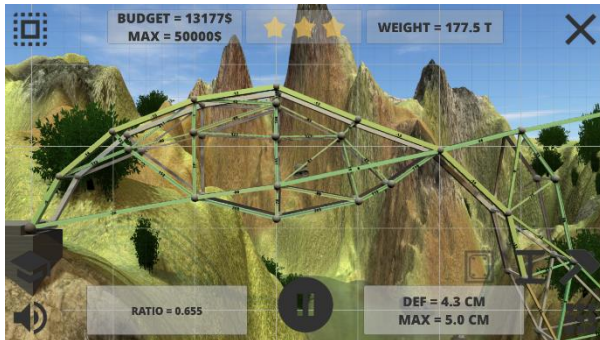 BUDGET = 13177$
MAX = 50000$
WEIGHT = 177.5 T
RATIO = 0.655
DEF = 4.3 CM
MAX = 5.0 CM